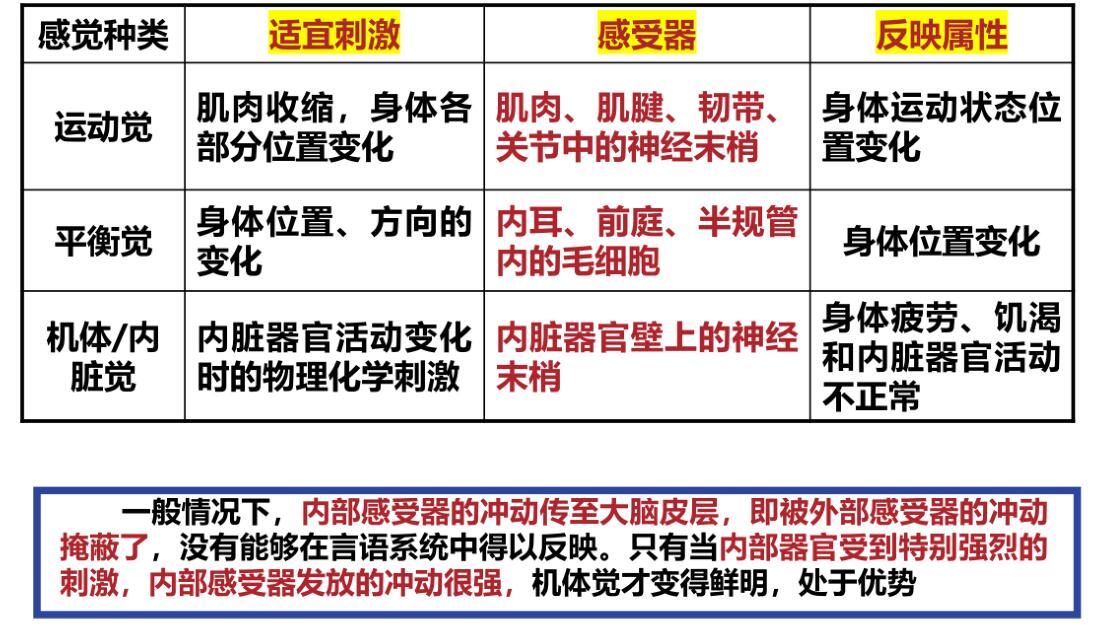 感觉种类 适宜刺激 感受器 反映属性
运动觉
肌肉收缩，身体各
部分位置变化
肌肉、肌腱、韧带、
关节中的神经末梢
身体运动状态位
置变化
平衡觉
身体位置、方向的
变化
内耳、前庭、半规管
内的毛细胞
身体位置变化
机体/内
脏觉
内脏器官活动变化
时的物理化学刺激
内脏器官壁上的神经
末梢
身体疲劳、饥渴
和内脏器官活动
不正常
一般情况下，内部感受器的冲动传至大脑皮层，即被外部感受器的冲动
掩蔽了，没有能够在言语系统中得以反映。只有当内部器官受到特别强烈的
刺激，内部感受器发放的冲动很强，机体觉才变得鲜明，处于优势